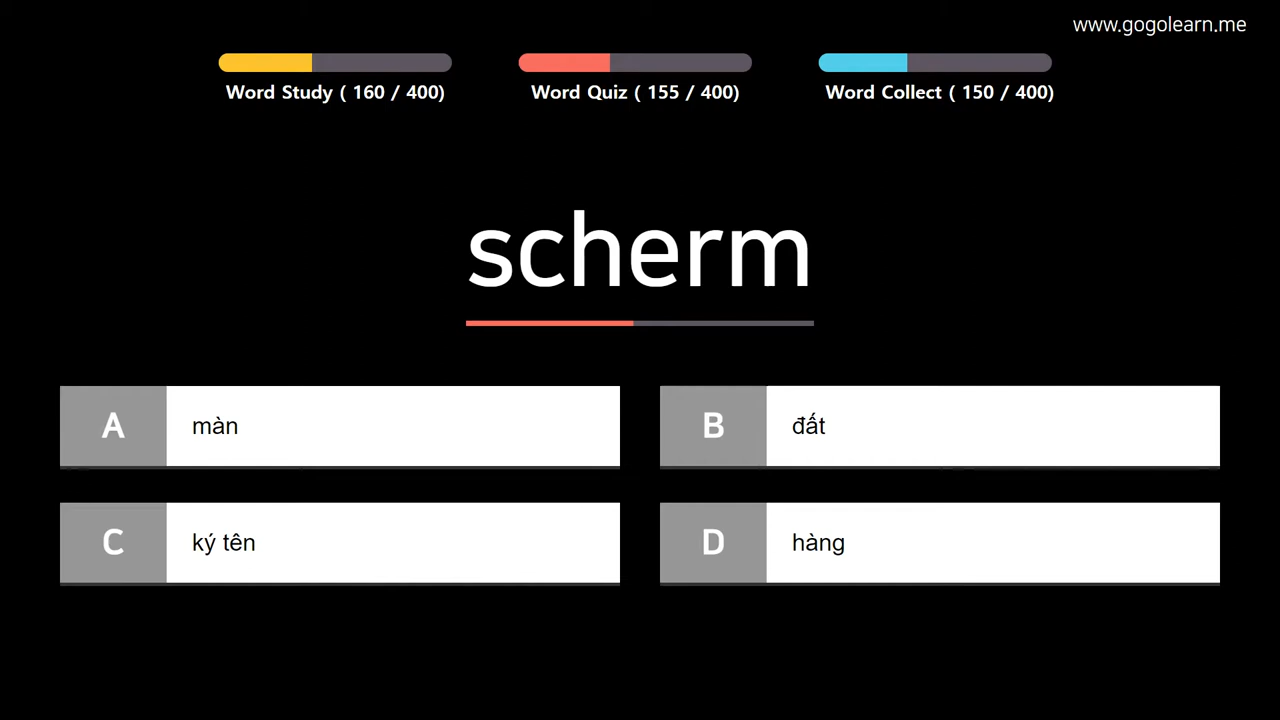 www.gogolearn.me
Word Study ( 160 / 400)
Word Quiz ( 155 / 400)
Word Collect ( 150 / 400)
scherm
A màn
B đất
C ký tên
D hàng